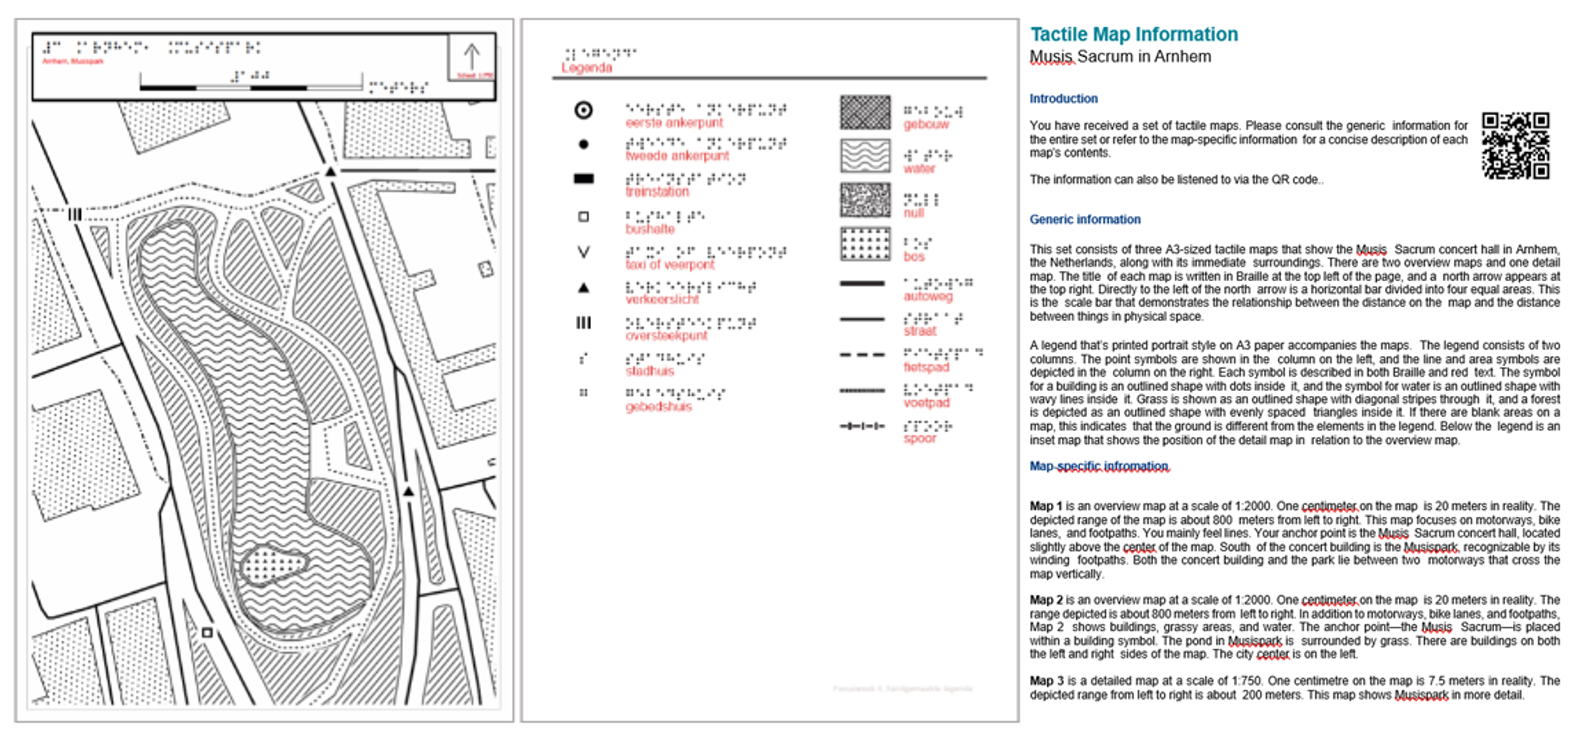 Arnhem, Musispark
Schaal: 1:750
Legenda
eerste ankerpunt
tweede ankerpunt
treinstation
bushalte
taxi of veerpont
verkeerslicht
oversteekpunt
stadhuis
gebedshuis
gebouw
water
null
bos
autoweg
straat
fietspad
voetpad
spoor
Tactile Map Information
Musis Sacrum in Arnhem
Introduction
You have received a set of tactile maps. Please consult the generic information for
the entire set or refer to the map-specific information for a concise description of each
map's contents.
The information can also be listened to via the QR code..
Generic information
This set consists of three A3-sized tactile maps that show the Musis Sacrum concert hall in Arnhem,
the Netherlands, along with its immediate surroundings. There are two overview maps and one detail
map. The title of each map is written in Braille at the top left of the page, and a north arrow appears at
the top right. Directly to the left of the north arrow is a horizontal bar divided into four equal areas. This
is the scale bar that demonstrates the relationship between the distance on the map and the distance
between things in physical space.
A legend that's printed portrait style on A3 paper accompanies the maps. The legend consists of two
columns. The point symbols are shown in the column on the left, and the line and area symbols are
depicted in the column on the right. Each symbol is described in both Braille and red text. The symbol
for a building is an outlined shape with dots inside it, and the symbol for water is an outlined shape with
wavy lines inside it. Grass is shown as an outlined shape with diagonal stripes through it, and a forest
is depicted as an outlined shape with evenly spaced triangles inside it. If there are blank areas on a
map, this indicates that the ground is different from the elements in the legend. Below the legend is an
inset map that shows the position of the detail map in relation to the overview map.
Map-specific infromation
Map 1 is an overview map at a scale of 1:2000. One centimeter on the map is 20 meters in reality. The
depicted range of the map is about 800 meters from left to right. This map focuses on motorways, bike
lanes, and footpaths. You mainly feel lines. Your anchor point is the Musis Sacrum concert hall, located
slightly above the center of the map. South of the concert building is the Musispark, recognizable by its
winding footpaths. Both the concert building and the park lie between two motorways that cross the
map vertically.
Map 2 is an overview map at a scale of 1:2000. One centimeter on the map is 20 meters in reality. The
range depicted is about 800 meters from left to right. In addition to motorways, bike lanes, and footpaths,
Map 2 shows buildings, grassy areas, and water. The anchor point—the Musis Sacrum—is placed
within a building symbol. The pond in Musispark is surrounded by grass. There are buildings on both
the left and right sides of the map. The city center is on the left.
Map 3 is a detailed map at a scale of 1:750. One centimetre on the map is 7.5 meters in reality. The
depicted range from left to right is about 200 meters. This map shows Musispark in more detail.